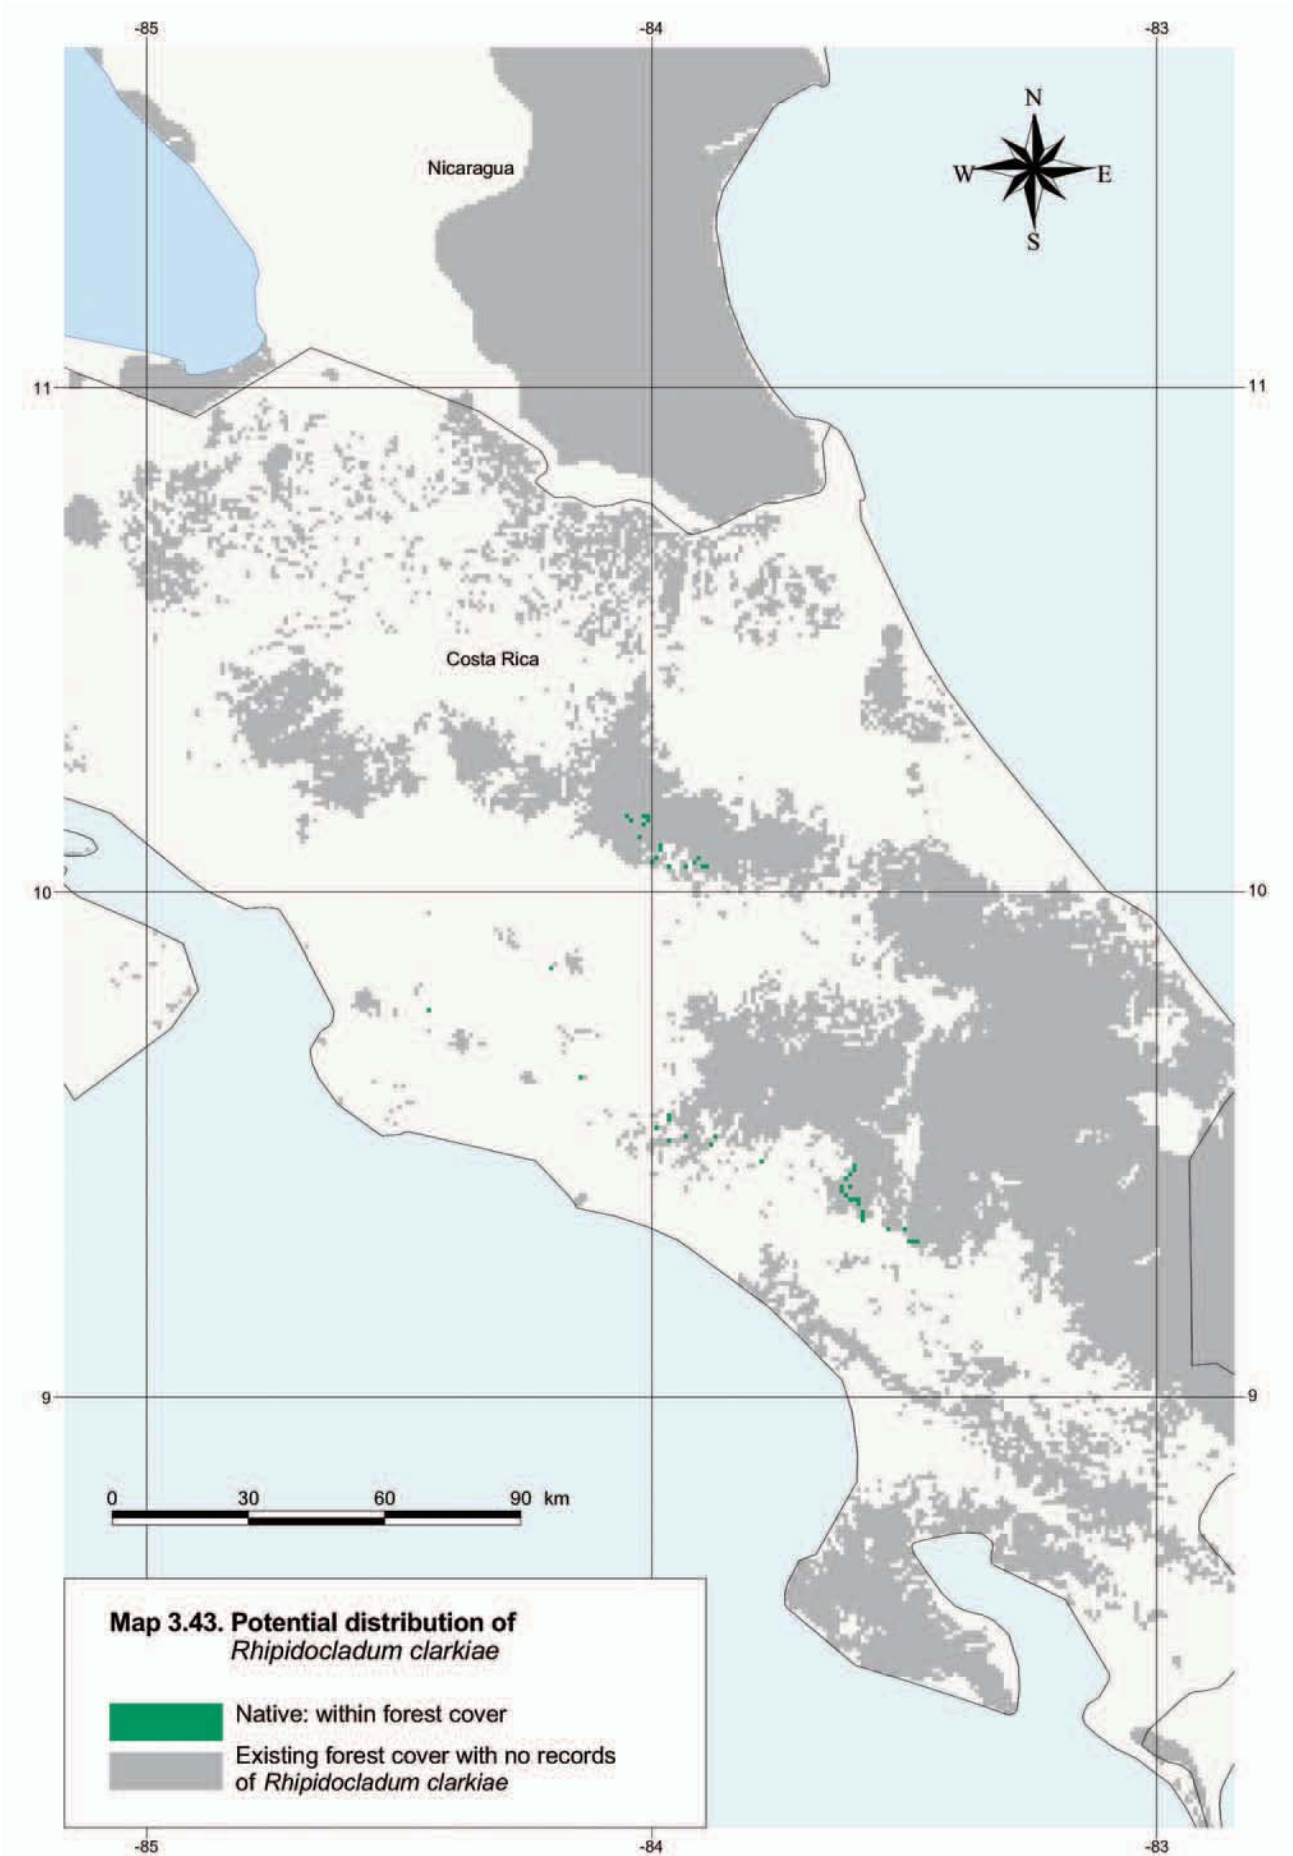 -85 -84 -83
N
Nicaragua
W E
S
11 11
Costa Rica
10 10
9 9
0 30 60 90 km
Map 3.43. Potential distribution of
Rhipidocladum clarkiae
Native: within forest cover
Existing forest cover with no records
of Rhipidocladum clarkiae
-85 -84 -83